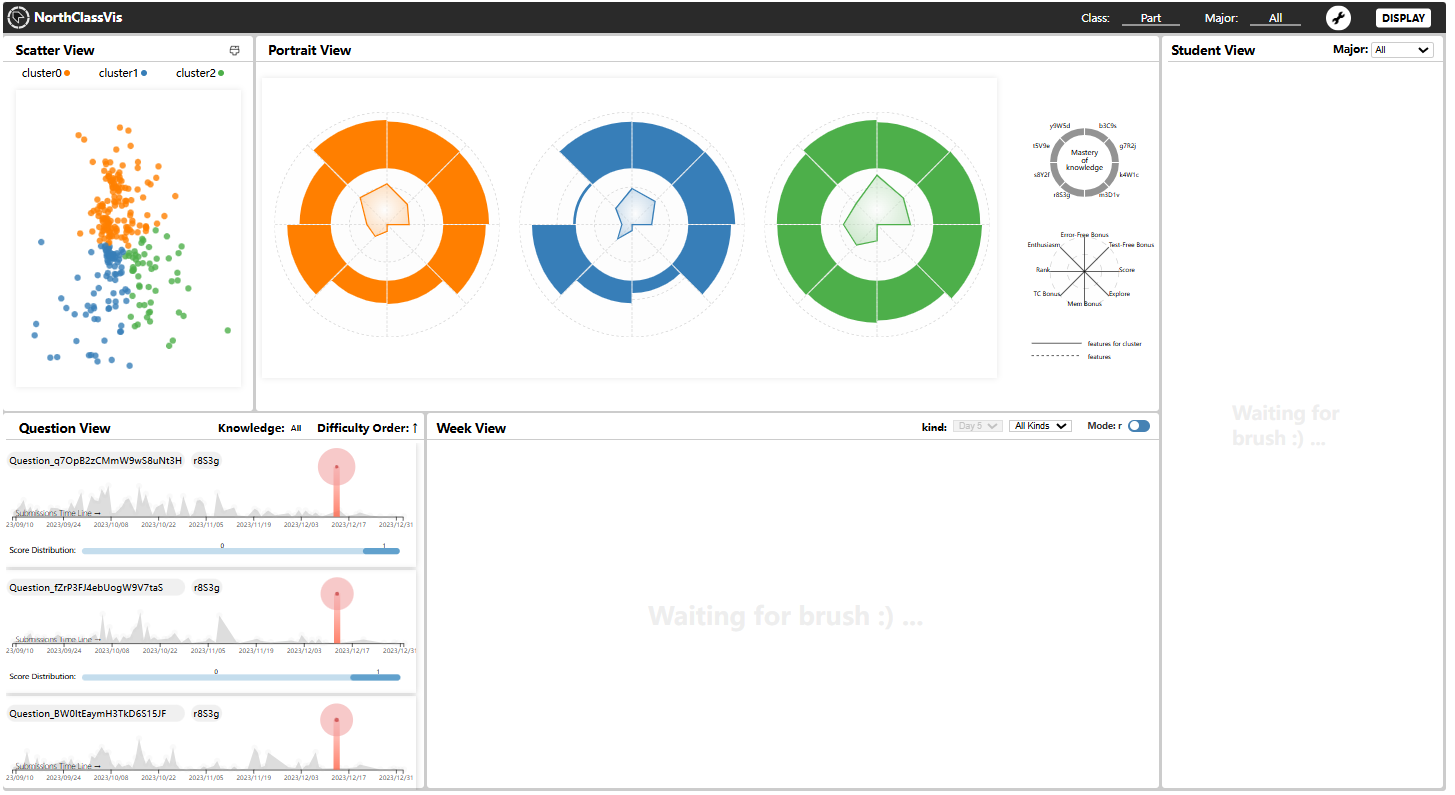 NorthClassVis
Class: Part Major: All DISPLAY
Scatter View
cluster0 cluster1 cluster2
Portrait View
y9W5d b3C9s
t5V9e g7R2j
Mastery
of
knowledge
s8Y2f k4W1c
r8S3g m3D1v
Error-Free Bonus
Enthusiasm Test-Free Bonus
Rank Score
TC Bonus Explore
Mem Bonus
features for cluster
features
Student View Major: All
Waiting for
brush :) ...
Question View Knowledge: All Difficulty Order: ↑
Question_q7OpB2zCMmW9wS8uNt3H r8S3g
Submissions Time Line →
23/09/10 2023/09/24 2023/10/08 2023/10/22 2023/11/05 2023/11/19 2023/12/03 2023/12/17 2023/12/31
Score Distribution: 0 1
Question_fZrP3FJ4ebUogW9V7taS r8S3g
Submissions Time Line →
23/09/10 2023/09/24 2023/10/08 2023/10/22 2023/11/05 2023/11/19 2023/12/03 2023/12/17 2023/12/31
Score Distribution: 0 1
Question_BW0ItEaymH3TkD6S15JF r8S3g
Submissions Time Line →
23/09/10 2023/09/24 2023/10/08 2023/10/22 2023/11/05 2023/11/19 2023/12/03 2023/12/17 2023/12/31
Week View kind: Day 6 All Kinds Mode: r
Waiting for brush :) ...